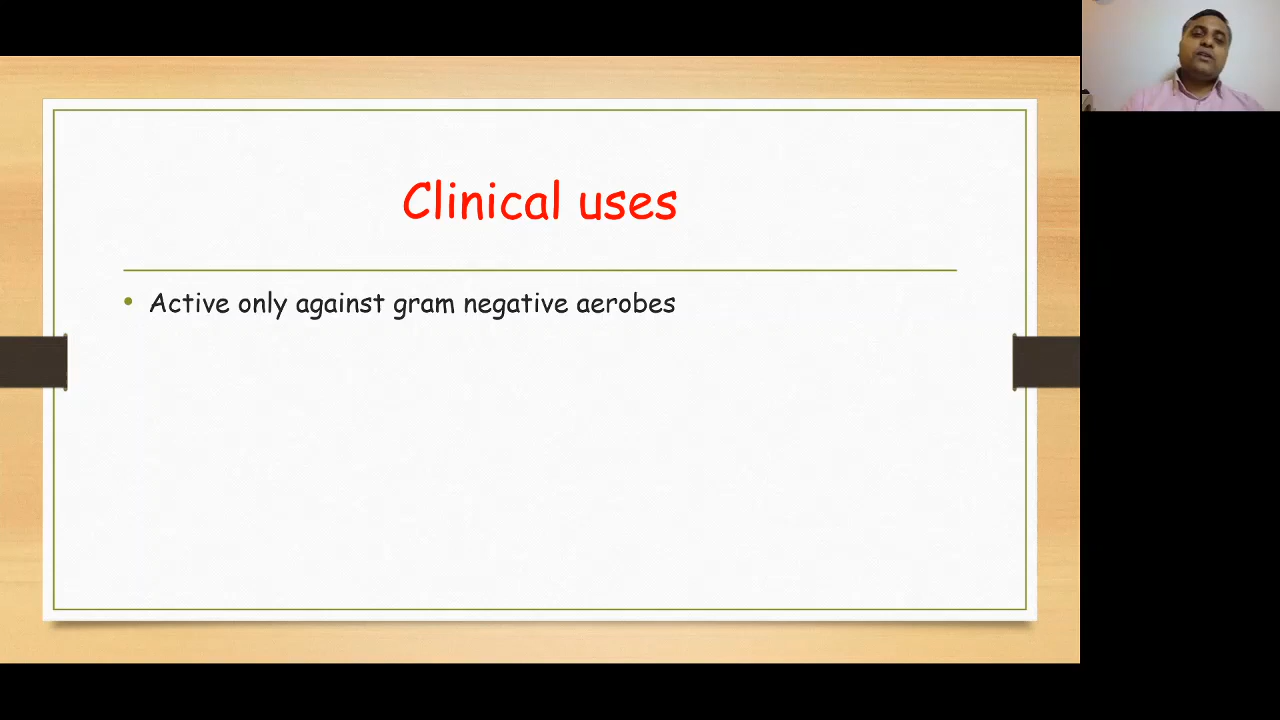 Clinical uses
• Active only against gram negative aerobes